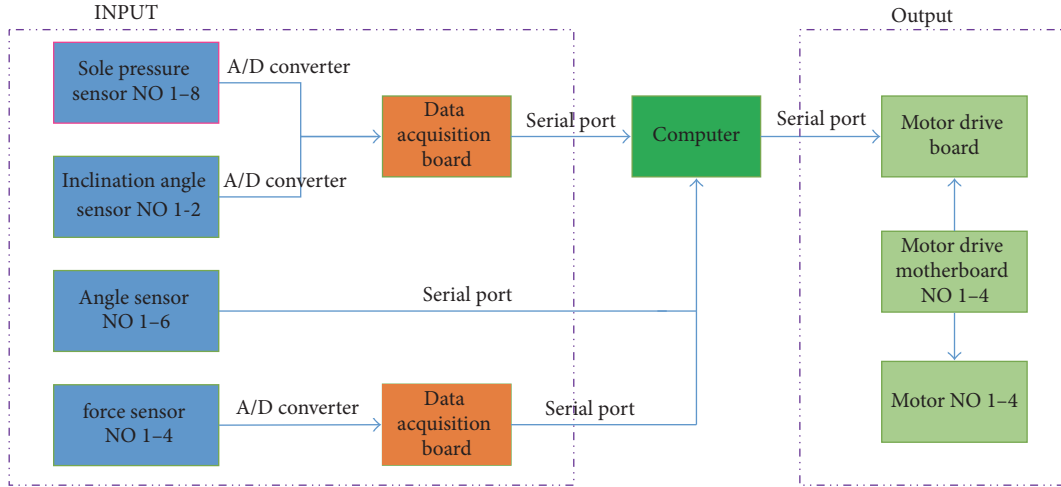 INPUT
Output
Sole pressure
sensor NO 1–8
A/D converter
Inclination angle
sensor NO 1-2
A/D converter
Data
acquisition
board
Serial port
Computer
Serial port
Motor drive
board
Motor drive
motherboard
NO 1–4
Motor NO 1–4
Angle sensor
NO 1–6
Serial port
force sensor
NO 1–4
A/D converter
Data
acquisition
board
Serial port